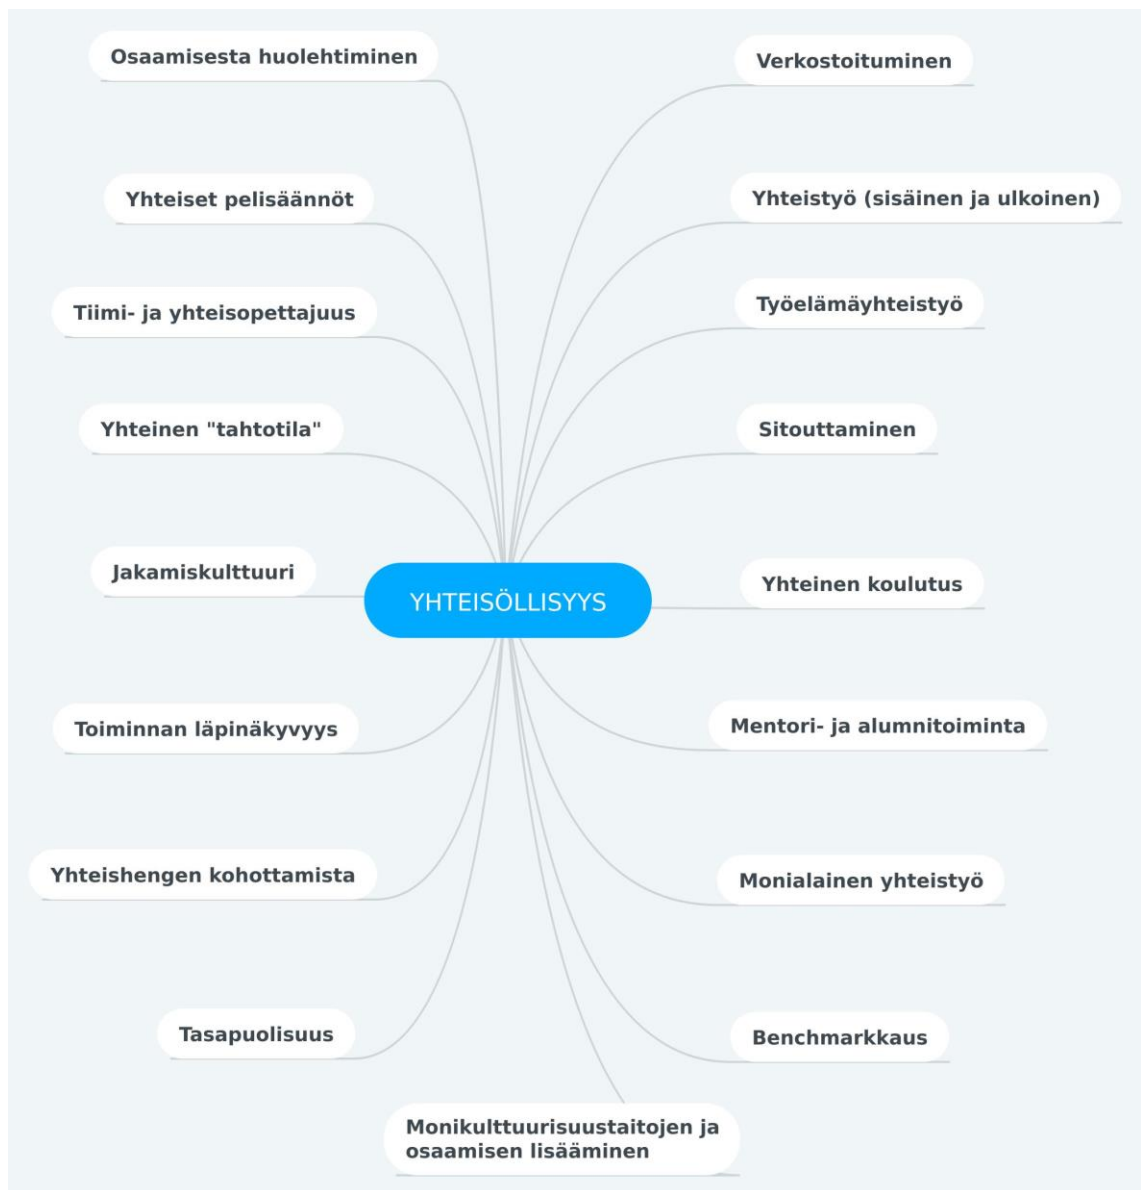 Osaamisesta huolehtiminen
Verkostoituminen
Yhteiset pelisäännöt
Yhteistyö (sisäinen ja ulkoinen)
Tiimi- ja yhteisopettajuus
Työelämäyhteistyö
Yhteinen "tahtotila"
Sitouttaminen
Jakamiskulttuuri
YHTEISÖLLISYYS
Yhteinen koulutus
Toiminnan läpinäkyvyys
Mentori- ja alumnitoiminta
Yhteishengen kohottamista
Monialainen yhteistyö
Tasapuolisuus
Benchmarkkaus
Monikulttuurisuustaitojen ja
osaamisen lisääminen